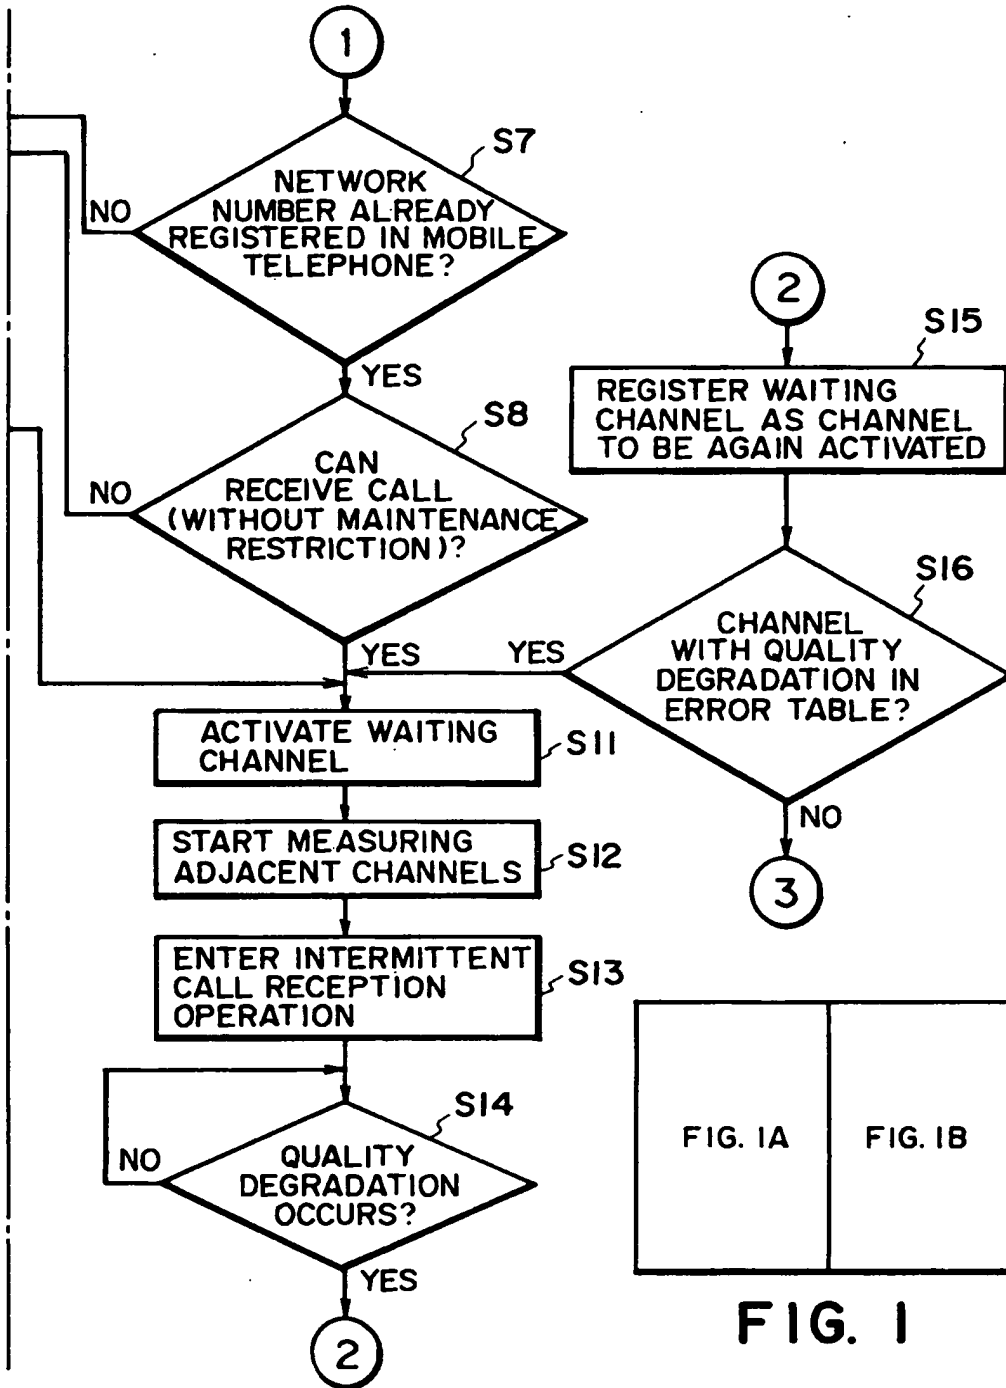 1
S7
NETWORK
NUMBER ALREADY
REGISTERED IN MOBILE
TELEPHONE?
NO
YES
S8
CAN
RECEIVE CALL
(WITHOUT MAINTENANCE
RESTRICTION)?
NO
YES
ACTIVATE WAITING
CHANNEL
S11
START MEASURING
ADJACENT CHANNELS
S12
ENTER INTERMITTENT
CALL RECEPTION
OPERATION
S13
S14
QUALITY
DEGRADATION
OCCURS?
NO
YES
2
2
S15
REGISTER WAITING
CHANNEL AS CHANNEL
TO BE AGAIN ACTIVATED
S16
CHANNEL
WITH QUALITY
DEGRADATION IN
ERROR TABLE?
YES
NO
3
FIG. 1A
FIG. 1B
FIG. 1